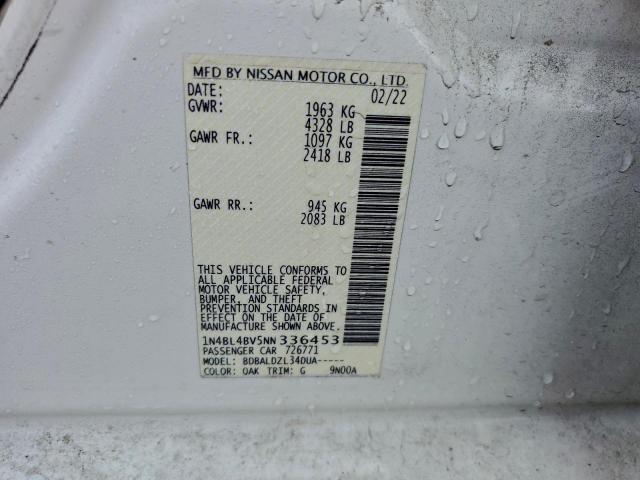 MFD BY NISSAN MOTOR CO., LTD.
DATE: 02/22
GVWR: 1963 KG
4328 LB
GAWR FR.: 1097 KG
2418 LB
GAWR RR.: 945 KG
2083 LB
THIS VEHICLE CONFORMS TO
ALL APPLICABLE FEDERAL
MOTOR VEHICLE SAFETY,
BUMPER, AND THEFT
PREVENTION STANDARDS IN
EFFECT ON THE DATE OF
MANUFACTURE SHOWN ABOVE.
1N4BL4BV5NN336453
PASSENGER CAR 726771
MODEL: BDBALDZL34DUA-----
COLOR: OAK TRIM: G 9N00A